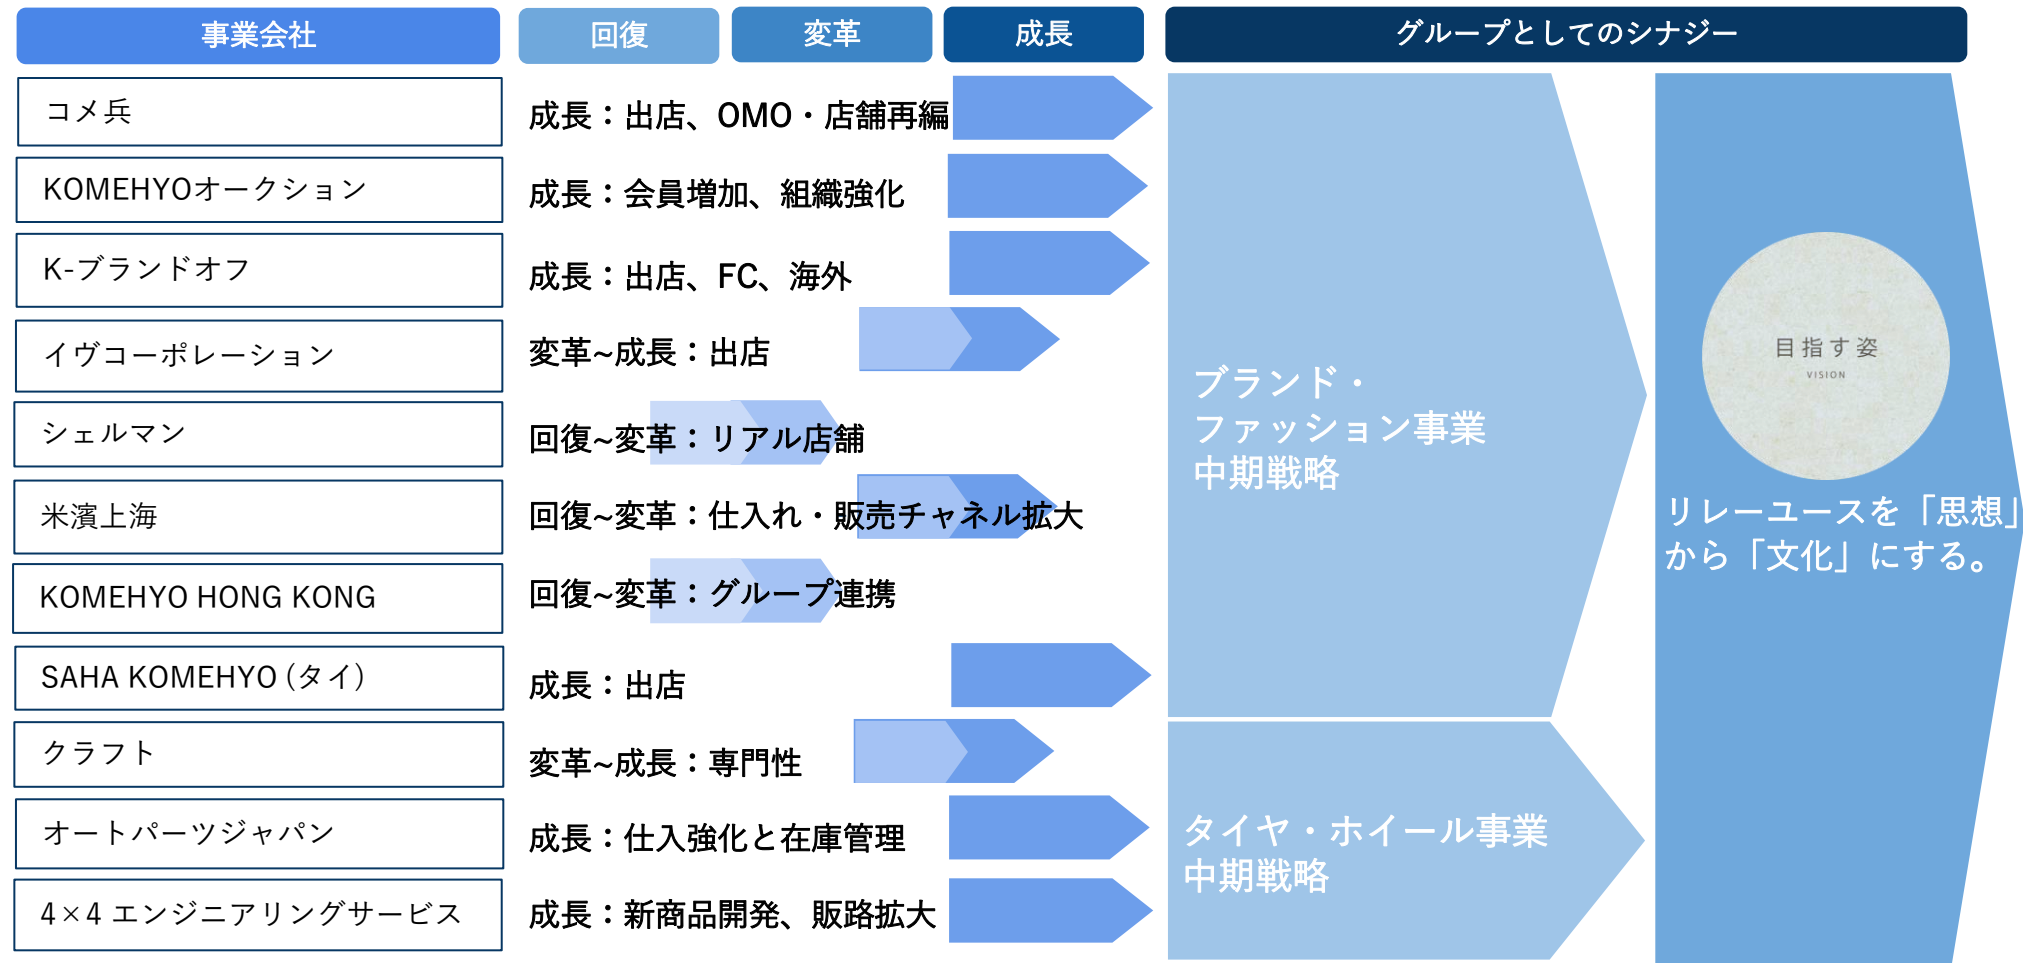 事業会社
回復
変革
成長
グループとしてのシナジー
コメ兵
成長：出店、OMO・店舗再編
KOMEHYOオークション
成長：会員増加、組織強化
K-ブランドオフ
成長：出店、FC、海外
イヴコーポレーション
変革~成長：出店
シェルマン
回復~変革：リアル店舗
米濱上海
回復~変革：仕入れ・販売チャネル拡大
KOMEHYO HONG KONG
回復~変革：グループ連携
SAHA KOMEHYO (タイ)
成長：出店
クラフト
変革~成長：専門性
オートパーツジャパン
成長：仕入強化と在庫管理
4×4 エンジニアリングサービス
成長：新商品開発、販路拡大
ブランド・
ファッション事業
中期戦略
タイヤ・ホイール事業
中期戦略
目指す姿
VISION
リレーユースを「思想」
から「文化」にする。